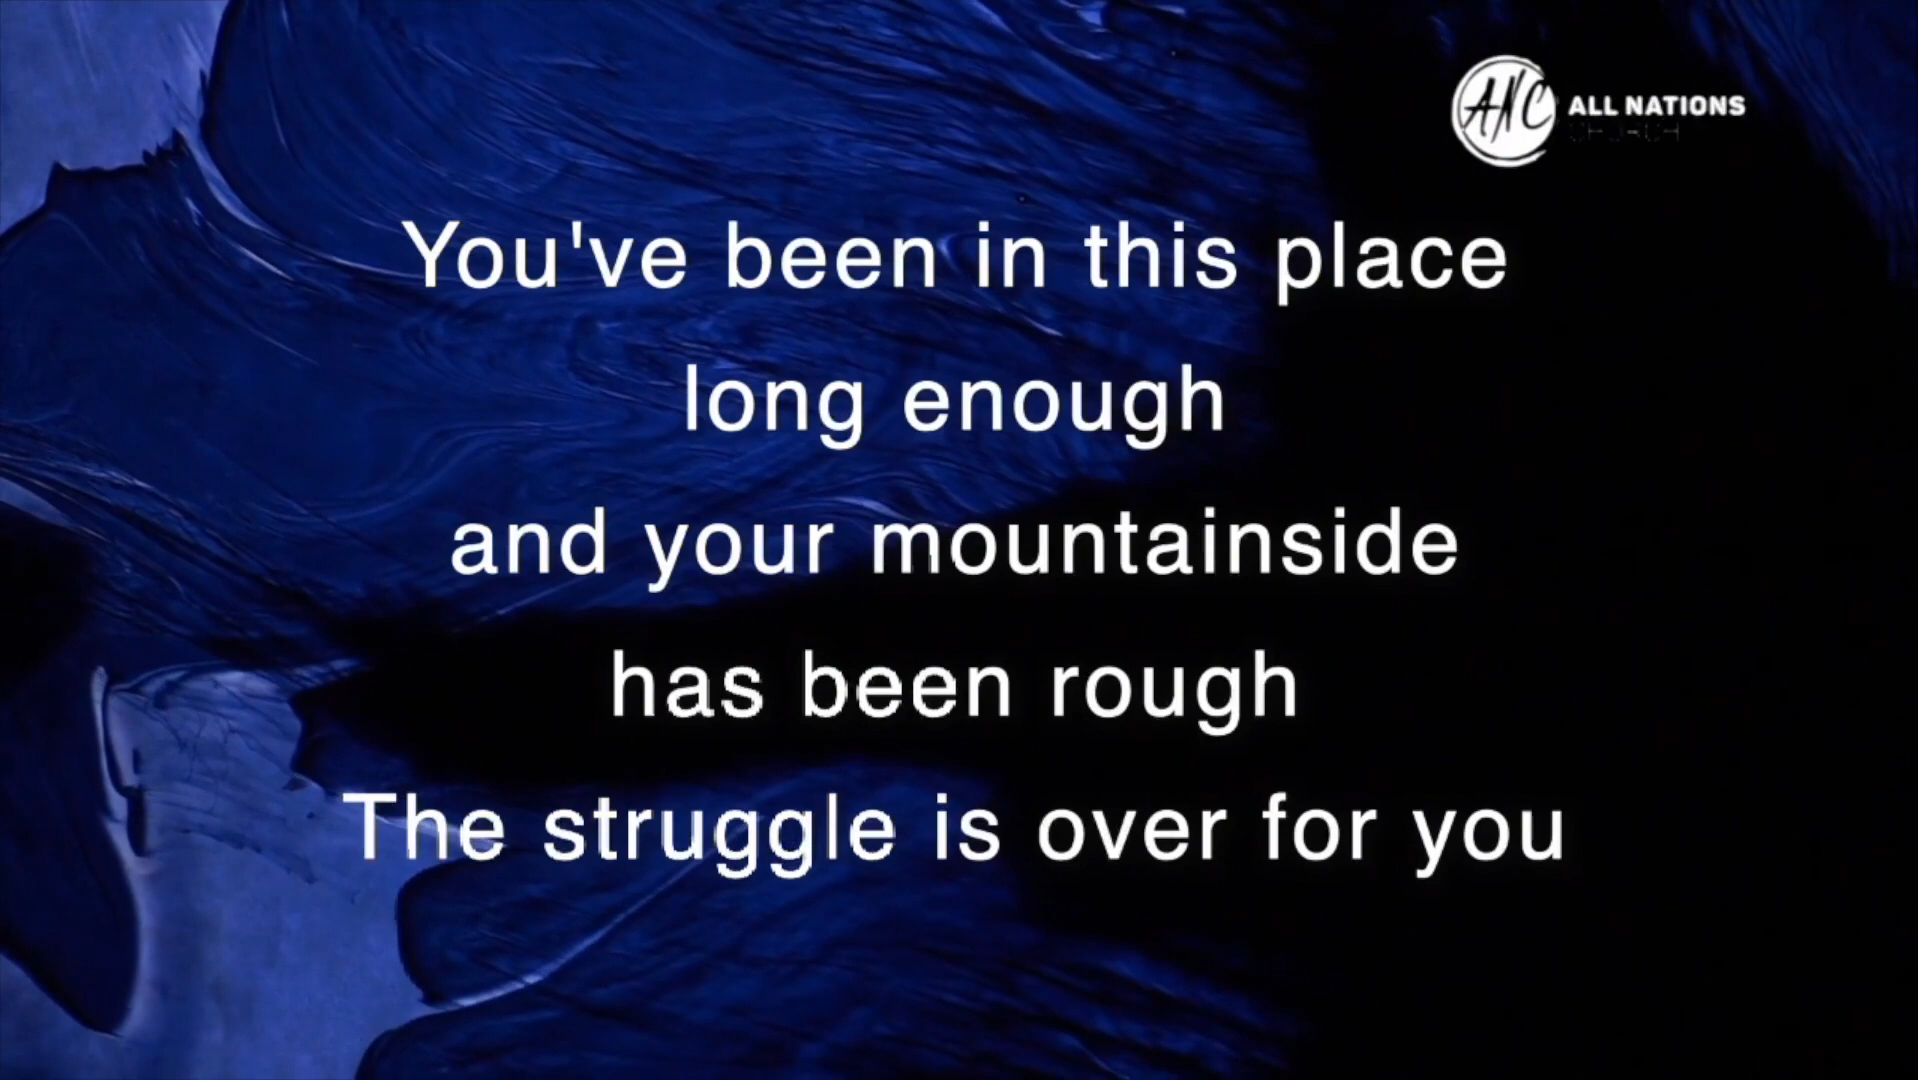 ANC ALL NATIONS
CHURCH
You've been in this place
long enough
and your mountainside
has been rough
The struggle is over for you